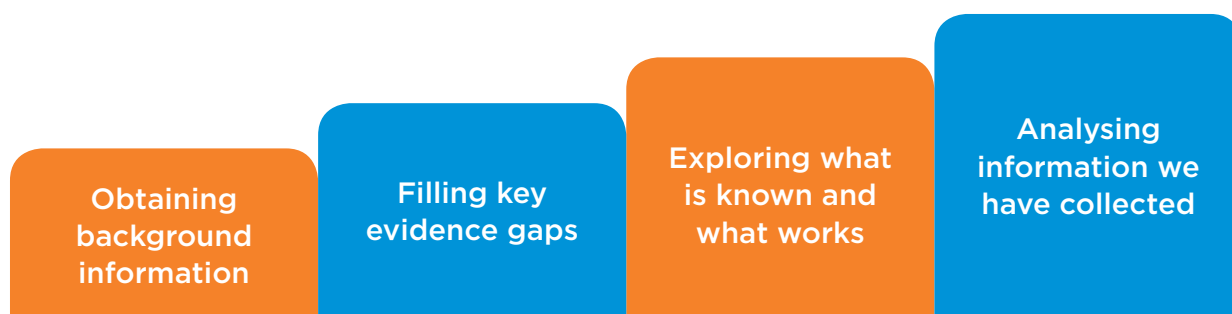 Obtaining
background
information
Filling key
evidence gaps
Exploring what
is known and
what works
Analysing
information we
have collected